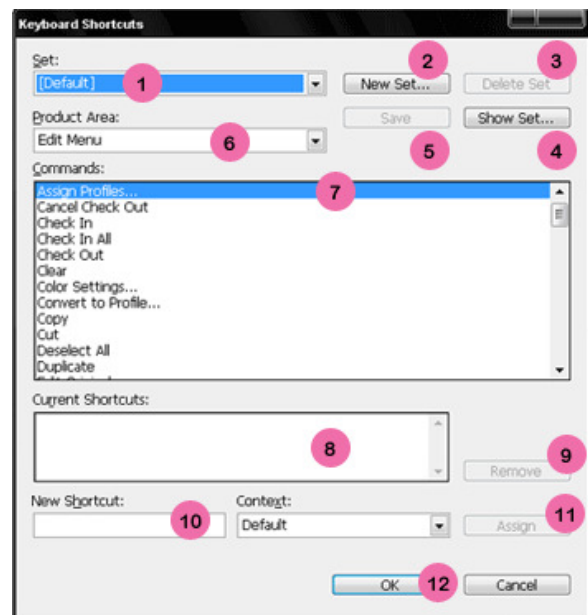 Keyboard Shortcuts
Set:
2
3
[Default]
1
New Set...
Delete Set
Product Area:
Save
Show Set...
Edit Menu
6
5
4
Commands:
Assign Profiles...
7
Cancel Check Out
Check In
Check In All
Check Out
Clear
Color Settings...
Convert to Profile...
Copy
Cut
Deselect All
Duplicate
Current Shortcuts:
8
9
Remove
New Shortcut:
Context:
10
Default
11
Assign
OK
12
Cancel